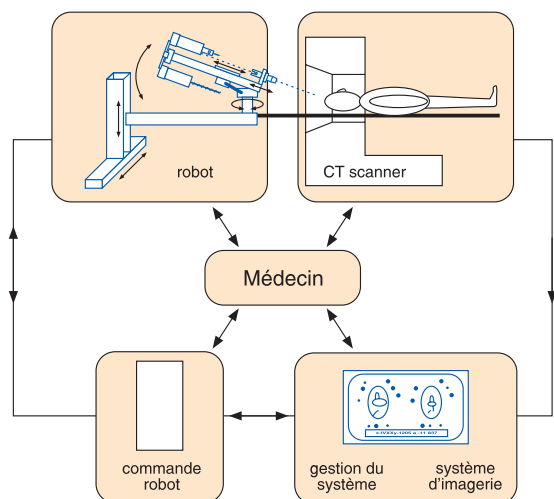 robot
CT scanner
Médecin
commande
robot
gestion du
système
système
d'imagerie